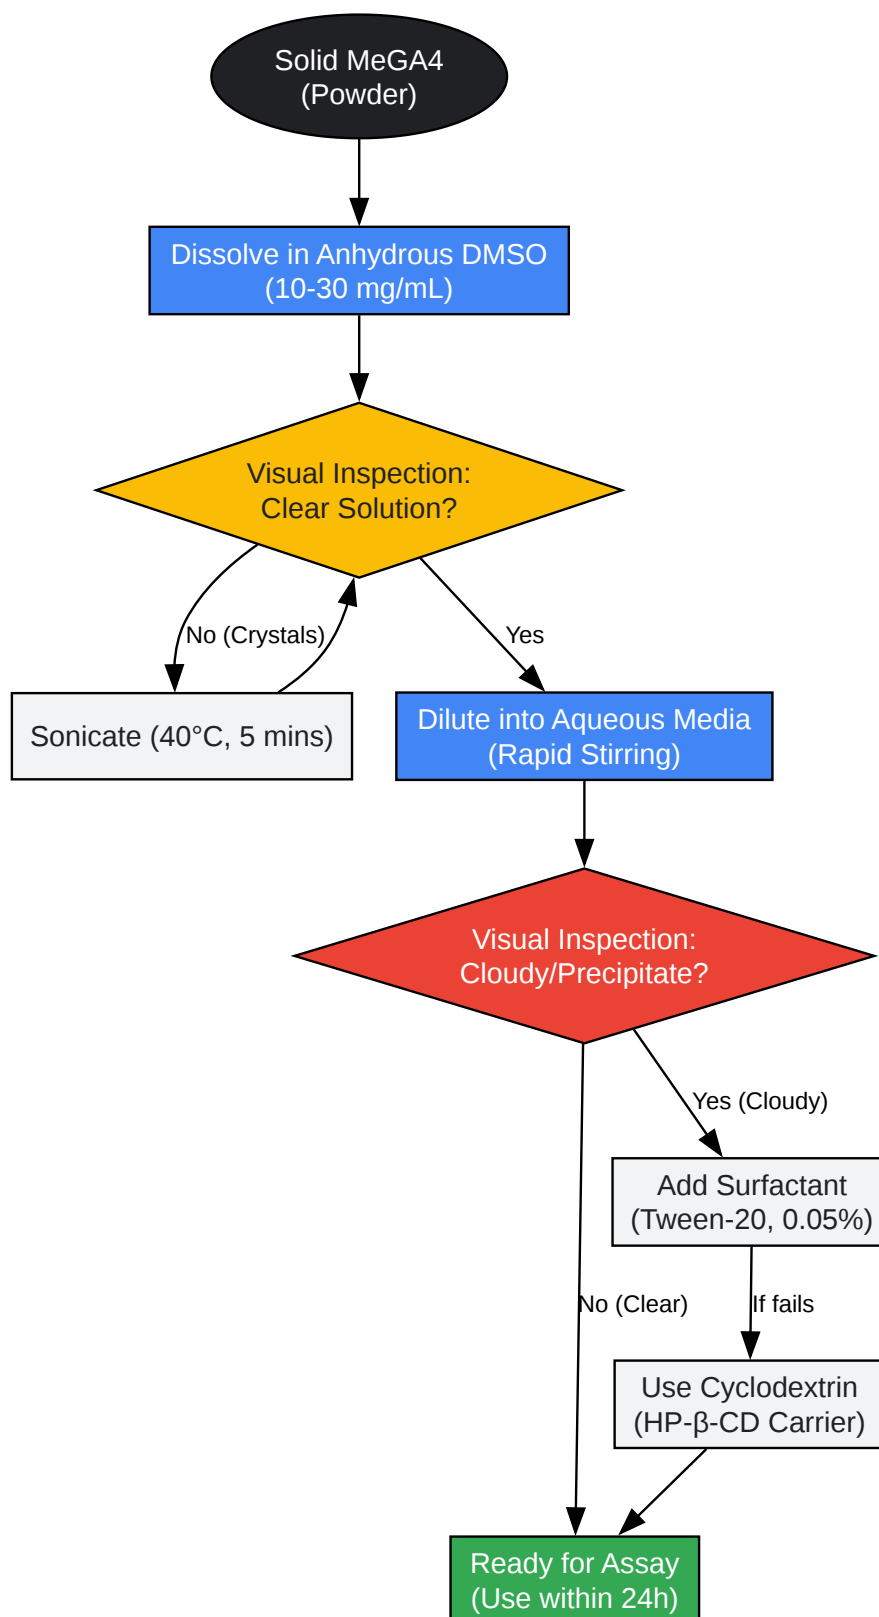 Solid MeGA4
(Powder)
Dissolve in Anhydrous DMSO
(10-30 mg/mL)
Visual Inspection:
Clear Solution?
No (Crystals)
Yes
Sonicate (40°C, 5 mins)
Dilute into Aqueous Media
(Rapid Stirring)
Visual Inspection:
Cloudy/Precipitate?
Yes (Cloudy)
Add Surfactant
(Tween-20, 0.05%)
No (Clear)
If fails
Use Cyclodextrin
(HP-β-CD Carrier)
Ready for Assay
(Use within 24h)